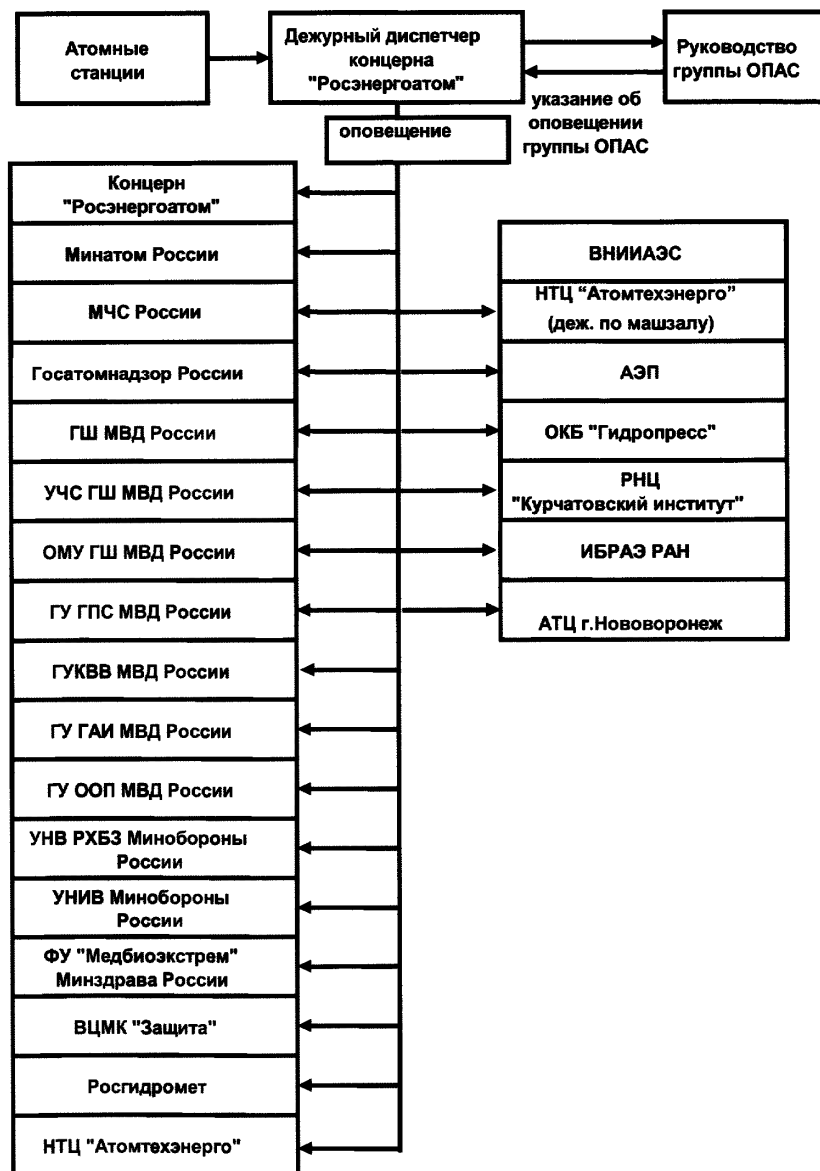 Атомные
станции
Дежурный диспетчер
концерна
"Росэнергоатом"
Руководство
группы ОПАС
указание об
оповещении
группы ОПАС
оповещение
Концерн
"Росэнергоатом"
Минатом России
МЧС России
Госатомнадзор России
ГШ МВД России
УЧС ГШ МВД России
ОМУ ГШ МВД России
ГУ ГПС МВД России
ГУКВВ МВД России
ГУ ГАИ МВД России
ГУ ООП МВД России
УНВ РХБЗ Минобороны
России
УНИВ Минобороны
России
ФУ "Медбиоэкстрем"
Минздрава России
ВЦМК "Защита"
Росгидромет
НТЦ "Атомтехэнерго"
ВНИИАЭС
НТЦ “Атомтехэнерго”
(деж. по машзалу)
АЭП
ОКБ "Гидропресс"
РНЦ
"Курчатовский институт"
ИБРАЭ РАН
АТЦ г.Нововоронеж